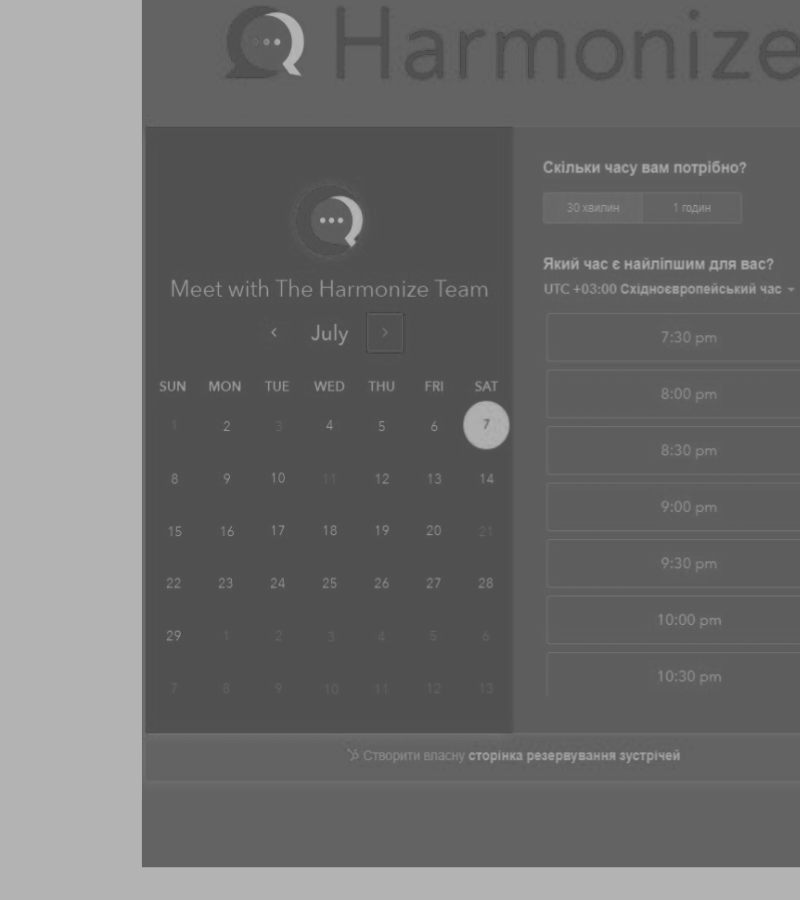 Harmonize
Meet with The Harmonize Team
July
SUN MON TUE WED THU FRI SAT
1 2 3 4 5 6 7
8 9 10 11 12 13 14
15 16 17 18 19 20 21
22 23 24 25 26 27 28
29 1 2 3 4 5 6
7 8 9 10 11 12 13
Скільки часу вам потрібно?
30 хвилин 1 годин
Який час є найліпшим для вас?
UTC +03:00 Східноєвропейський час
7:30 pm
8:00 pm
8:30 pm
9:00 pm
9:30 pm
10:00 pm
10:30 pm
Створити власну сторінка резервування зустрічей